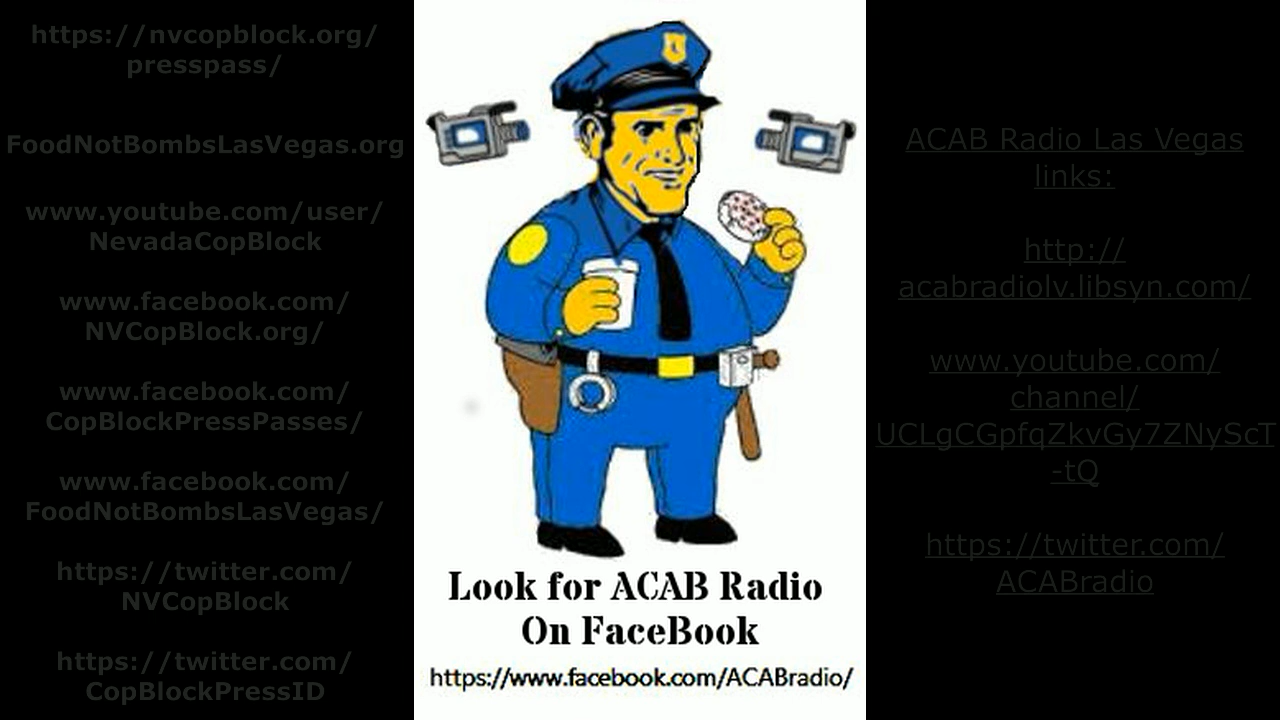 https://nvcopblock.org/
presspass/
FoodNotBombsLasVegas.org
www.youtube.com/user/
NevadaCopBlock
www.facebook.com/
NVCopBlock.org/
www.facebook.com/
CopBlockPressPasses/
www.facebook.com/
FoodNotBombsLasVegas/
https://twitter.com/
NVCopBlock
https://twitter.com/
CopBlockPressID
Look for ACAB Radio
On FaceBook
https://www.facebook.com/ACABradio/
ACAB Radio Las Vegas
links:
http://
acabradiolv.libsyn.com/
www.youtube.com/
channel/
UCLgCGpfqZkvGy7ZNyScT
-tQ
https://twitter.com/
ACABradio